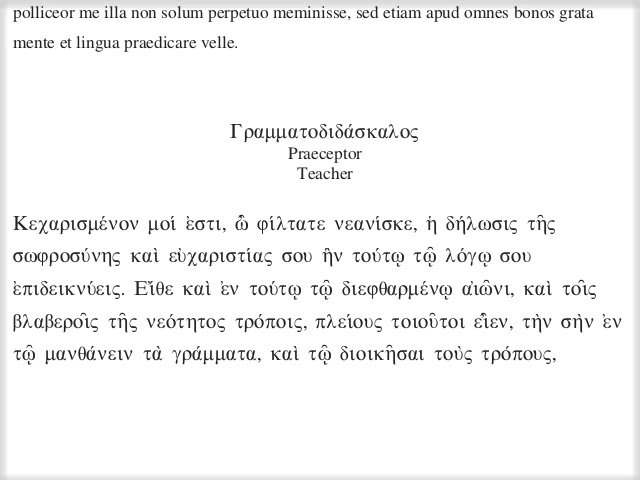 polliceor me illa non solum perpetuo meminisse, sed etiam apud omnes bonos grata
mente et lingua praedicare velle.
Γραμματοδιδάσκαλος
Praeceptor
Teacher
Κεχαρισμένον μοί ἐστι, ὦ φίλτατε νεανίσκε, ἡ δήλωσις τῆς
σωφροσύνης καὶ εὐχαριστίας σου ἣν τούτῳ τῷ λόγῳ σου
ἐπιδεικνύεις. Εἴθε καὶ ἐν τούτῳ τῷ διεφθαρμένῳ αἰῶνι, καὶ τοῖς
βλαβεροῖς τῆς νεότητος τρόποις, πλείους τοιοῦτοι εἶεν, τὴν σὴν ἐν
τῷ μανθάνειν τὰ γράμματα, καὶ τῷ διοικῆσαι τοὺς τρόπους,